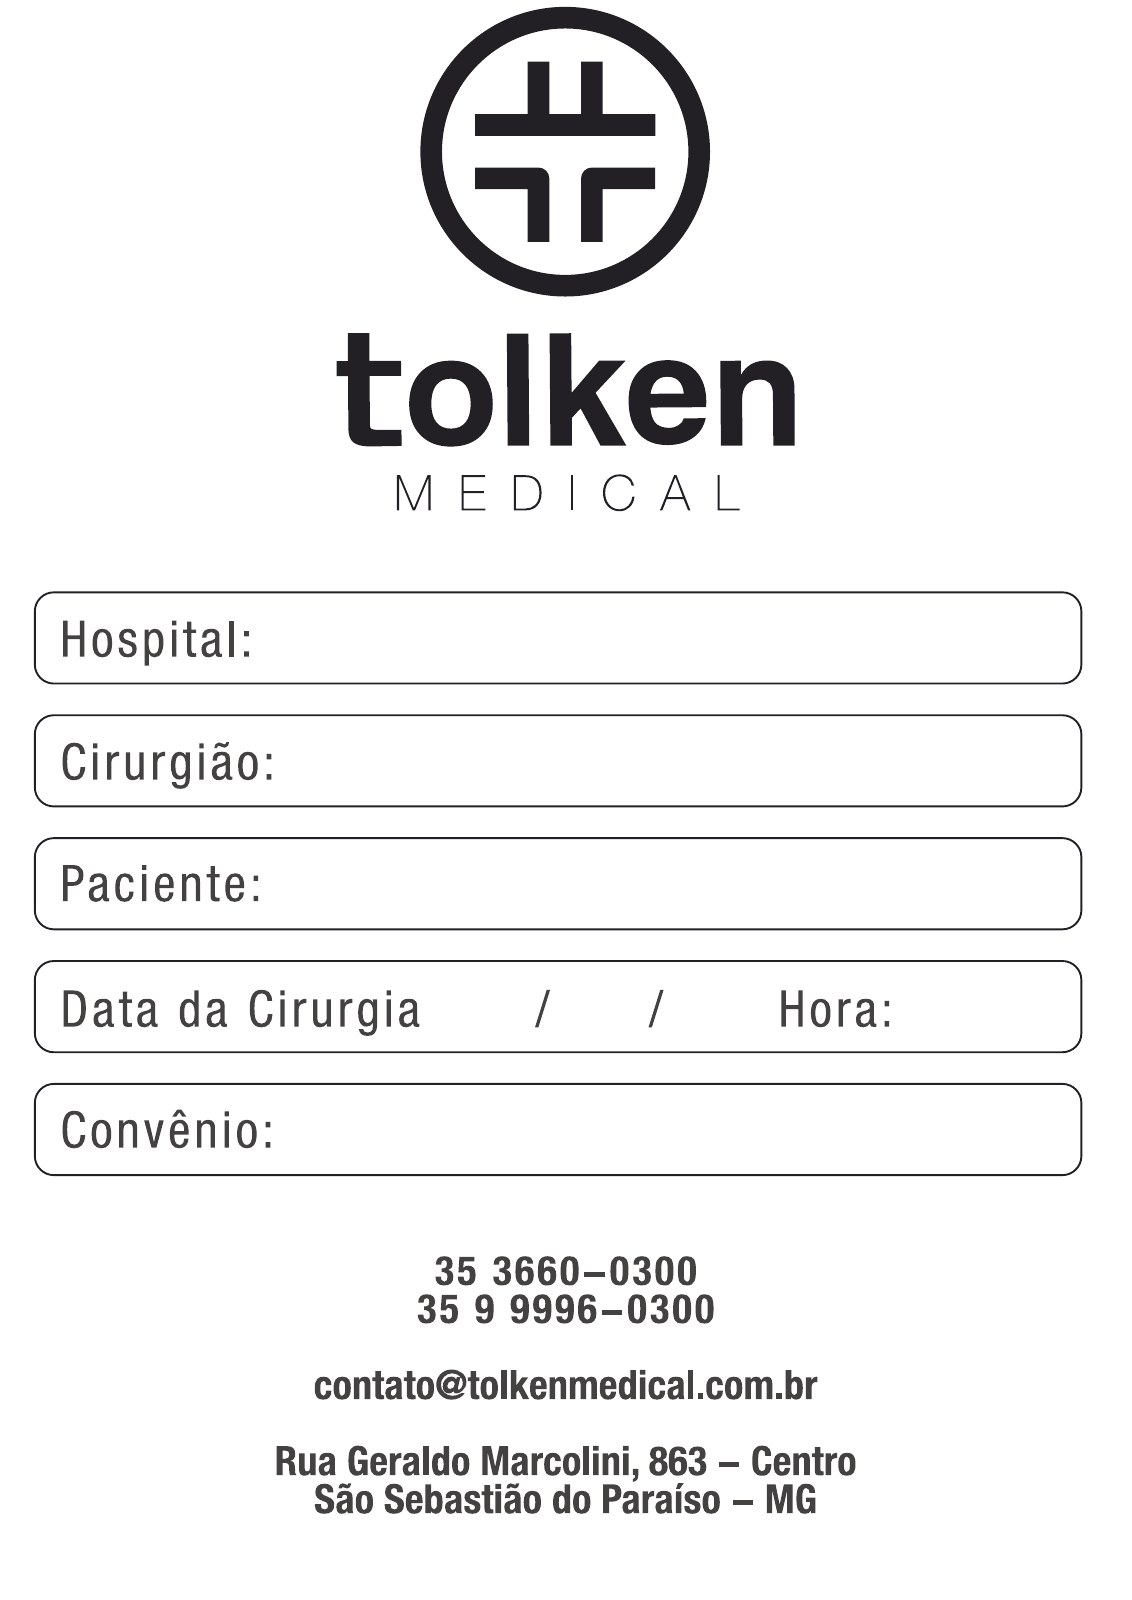 tolken
MEDICAL
Hospital:
Cirurgião:
Paciente:
Data da Cirurgia / / Hora:
Convênio:
35 3660–0300
35 9 9996–0300
contato@tolkenmedical.com.br
Rua Geraldo Marcolini, 863 – Centro
São Sebastião do Paraíso – MG